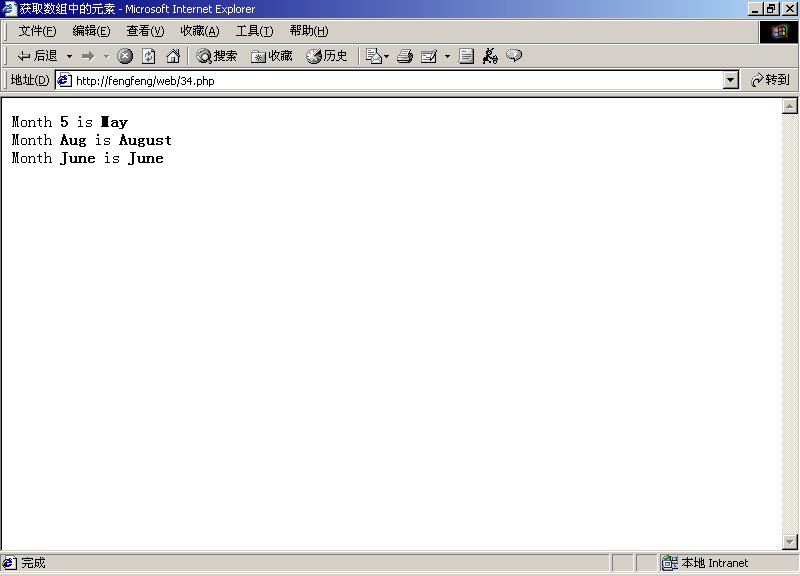 获取数组中的元素 - Microsoft Internet Explorer
文件(F) 编辑(E) 查看(V) 收藏(A) 工具(T) 帮助(H)
后退 搜索 收藏 历史
地址(D) http://fengfeng/web/34.php 转到
Month 5 is May
Month Aug is August
Month June is June
完成 本地 Intranet